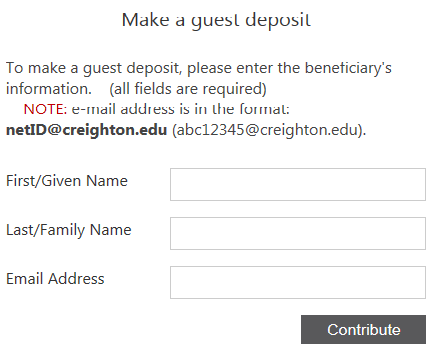 Make a guest deposit
To make a guest deposit, please enter the beneficiary's
information. (all fields are required)
NOTE: e-mail address is in the format:
netID@creighton.edu (abc12345@creighton.edu).
First/Given Name
Last/Family Name
Email Address
Contribute